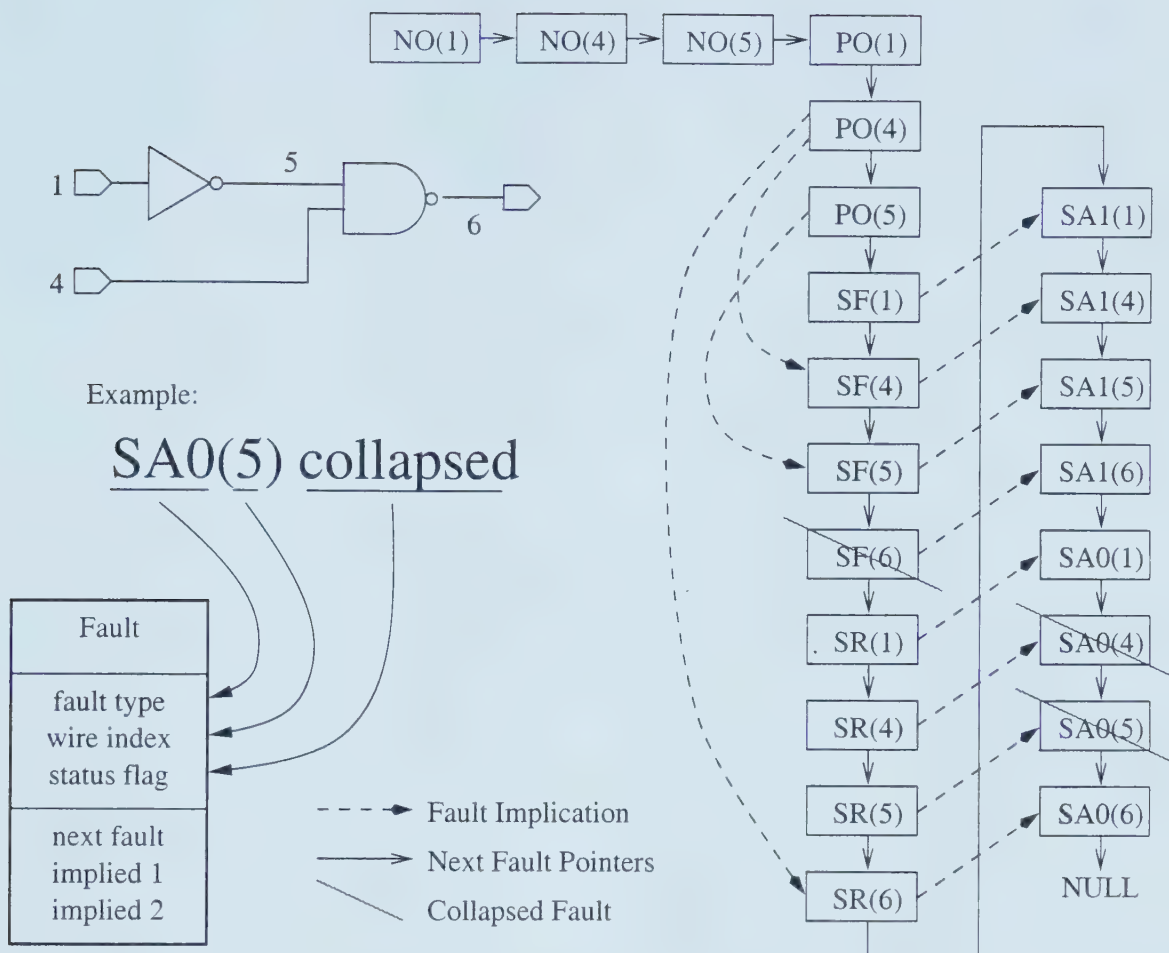 NO(1)
NO(4)
NO(5)
PO(1)
PO(4)
PO(5)
SF(1)
SF(4)
SF(5)
SF(6)
SR(1)
SR(4)
SR(5)
SR(6)
SA1(1)
SA1(4)
SA1(5)
SA1(6)
SA0(1)
SA0(4)
SA0(5)
SA0(6)
NULL
1
5
4
6
Example:
SA0(5) collapsed
Fault
fault type
wire index
status flag
next fault
implied 1
implied 2
Fault Implication
Next Fault Pointers
Collapsed Fault